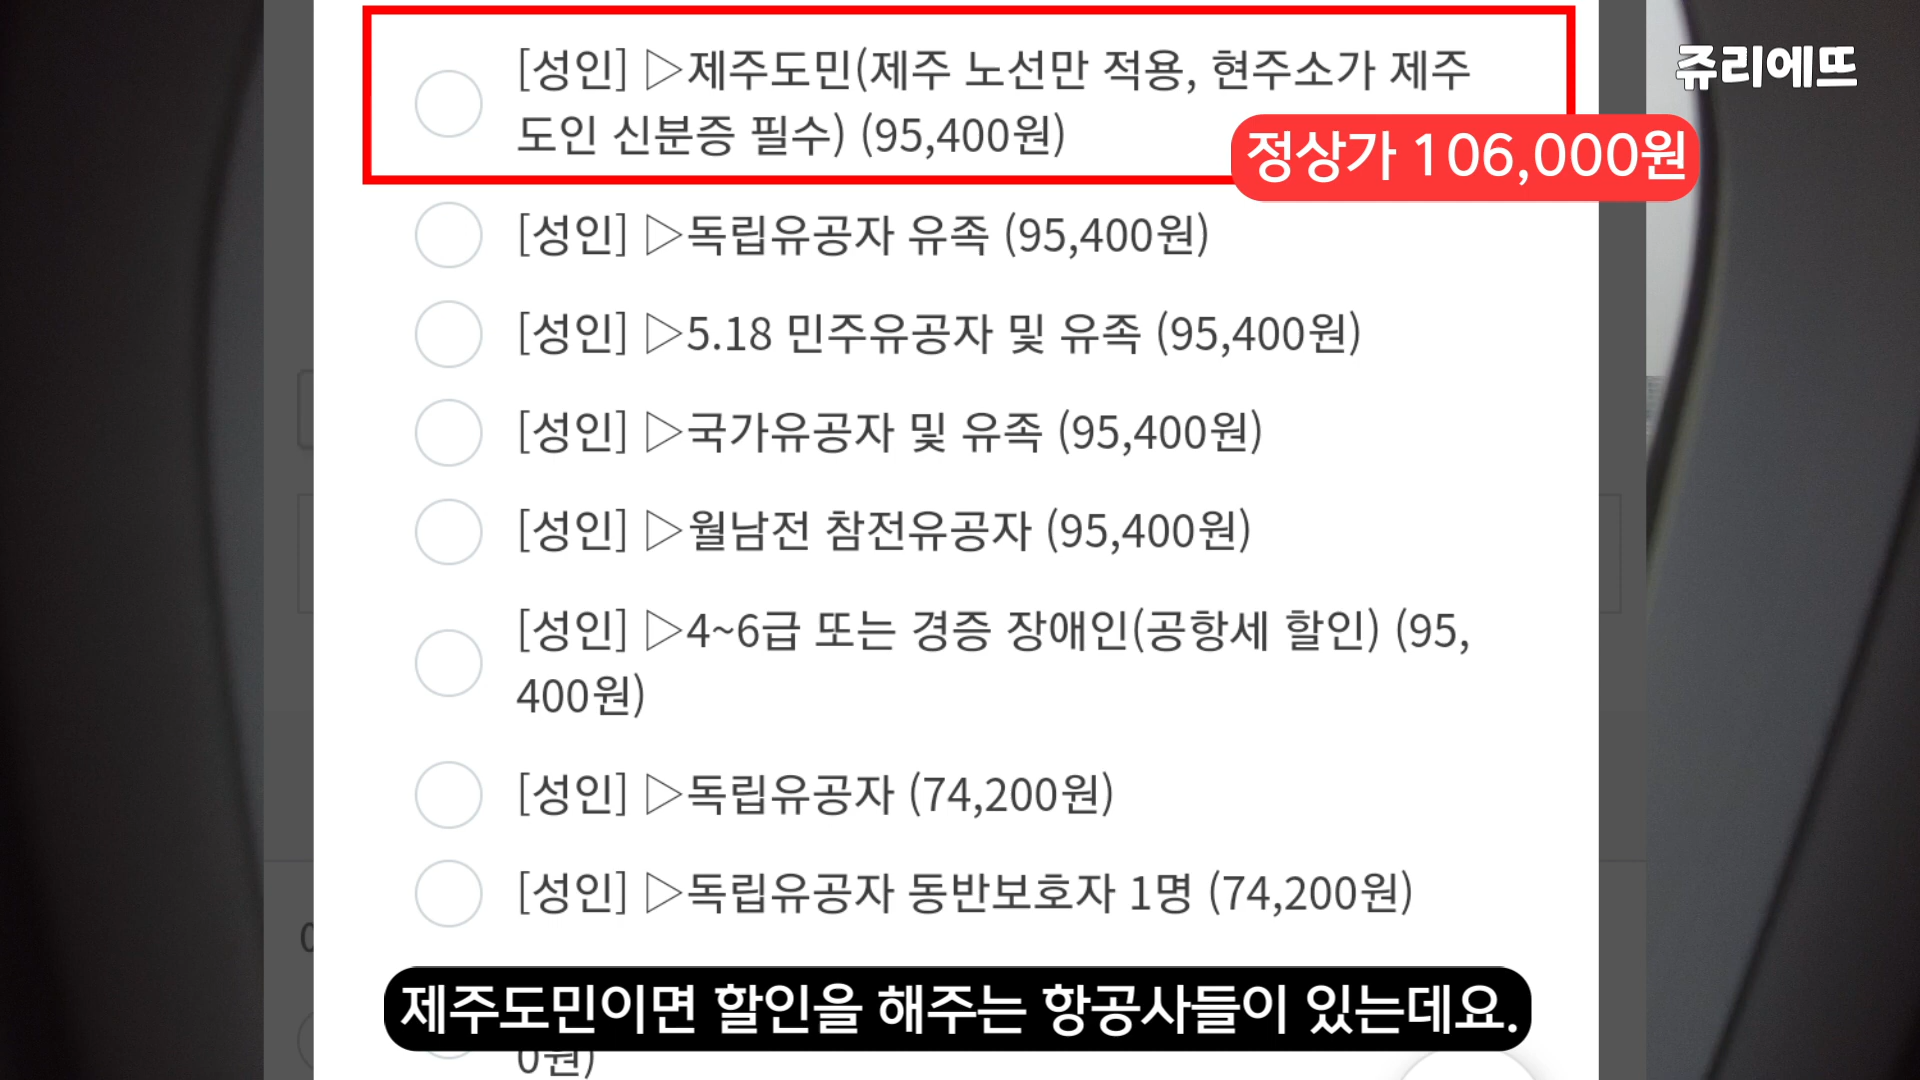 [성인] ▷제주도민(제주 노선만 적용, 현주소가 제주
도인 신분증 필수) (95,400원)
쥬리에뜨
정상가 106,000원
[성인] ▷독립유공자 유족 (95,400원)
[성인] ▷5.18 민주유공자 및 유족 (95,400원)
[성인] ▷국가유공자 및 유족 (95,400원)
[성인] ▷월남전 참전유공자 (95,400원)
[성인] ▷4~6급 또는 경증 장애인(공항세 할인) (95,
400원)
[성인] ▷독립유공자 (74,200원)
[성인] ▷독립유공자 동반보호자 1명 (74,200원)
제주도민이면 할인을 해주는 항공사들이 있는데요.
0원)